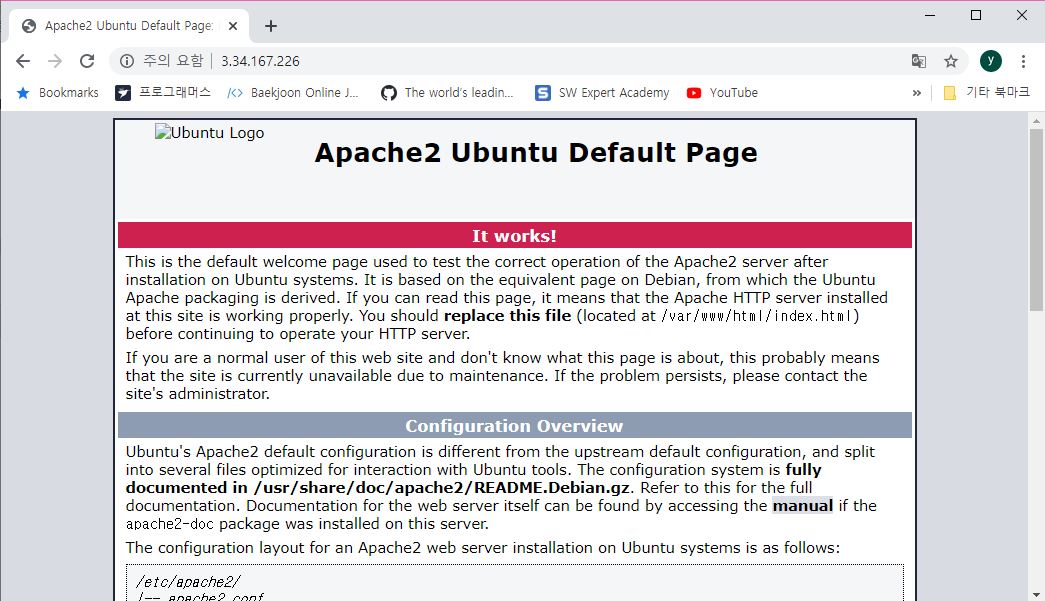 Apache2 Ubuntu Default Page:
주의 요함 | 3.34.167.226
y
Bookmarks 프로그래머스 Baekjoon Online J... The world's leadin... SW Expert Academy YouTube » 기타 북마크
Ubuntu Logo
Apache2 Ubuntu Default Page
It works!
This is the default welcome page used to test the correct operation of the Apache2 server after
installation on Ubuntu systems. It is based on the equivalent page on Debian, from which the Ubuntu
Apache packaging is derived. If you can read this page, it means that the Apache HTTP server installed
at this site is working properly. You should replace this file (located at /var/www/html/index.html)
before continuing to operate your HTTP server.
If you are a normal user of this web site and don't know what this page is about, this probably means
that the site is currently unavailable due to maintenance. If the problem persists, please contact the
site's administrator.
Configuration Overview
Ubuntu's Apache2 default configuration is different from the upstream default configuration, and split
into several files optimized for interaction with Ubuntu tools. The configuration system is fully
documented in /usr/share/doc/apache2/README.Debian.gz. Refer to this for the full
documentation. Documentation for the web server itself can be found by accessing the manual if the
apache2-doc package was installed on this server.
The configuration layout for an Apache2 web server installation on Ubuntu systems is as follows:
/etc/apache2/
|-- apache2.conf